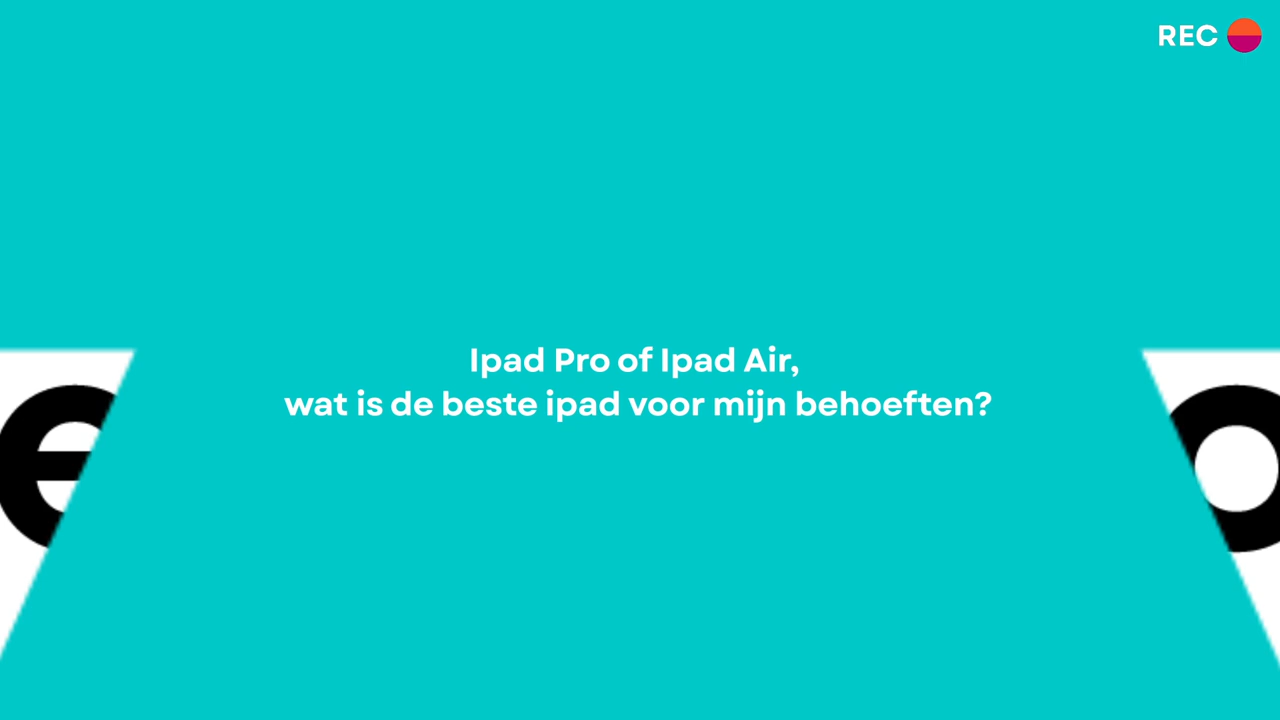 REC
Ipad Pro of Ipad Air,
wat is de beste ipad voor mijn behoeften?
e
o